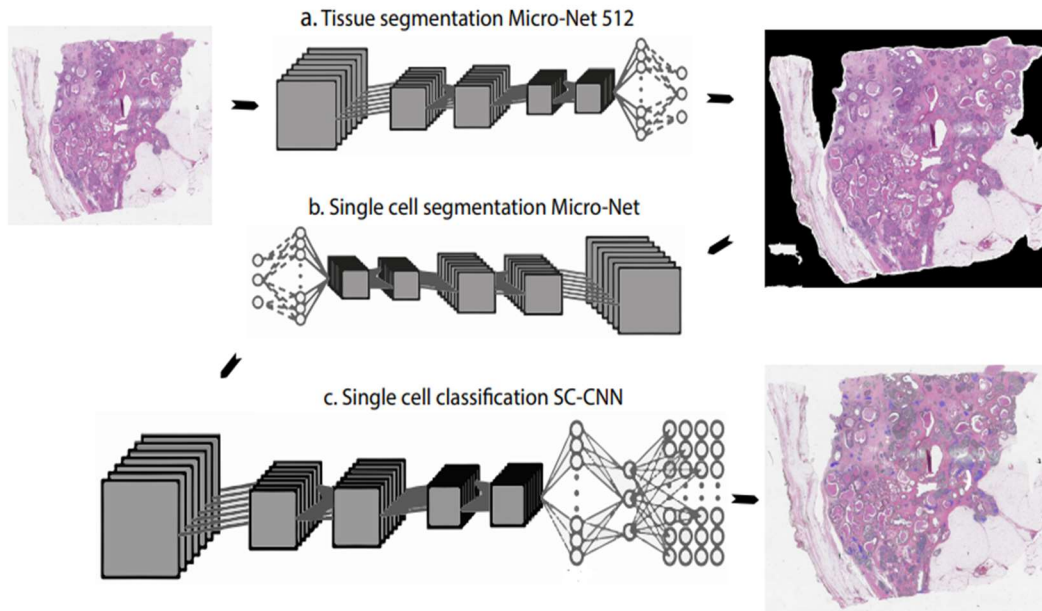 a. Tissue segmentation Micro-Net 512
b. Single cell segmentation Micro-Net
c. Single cell classification SC-CNN